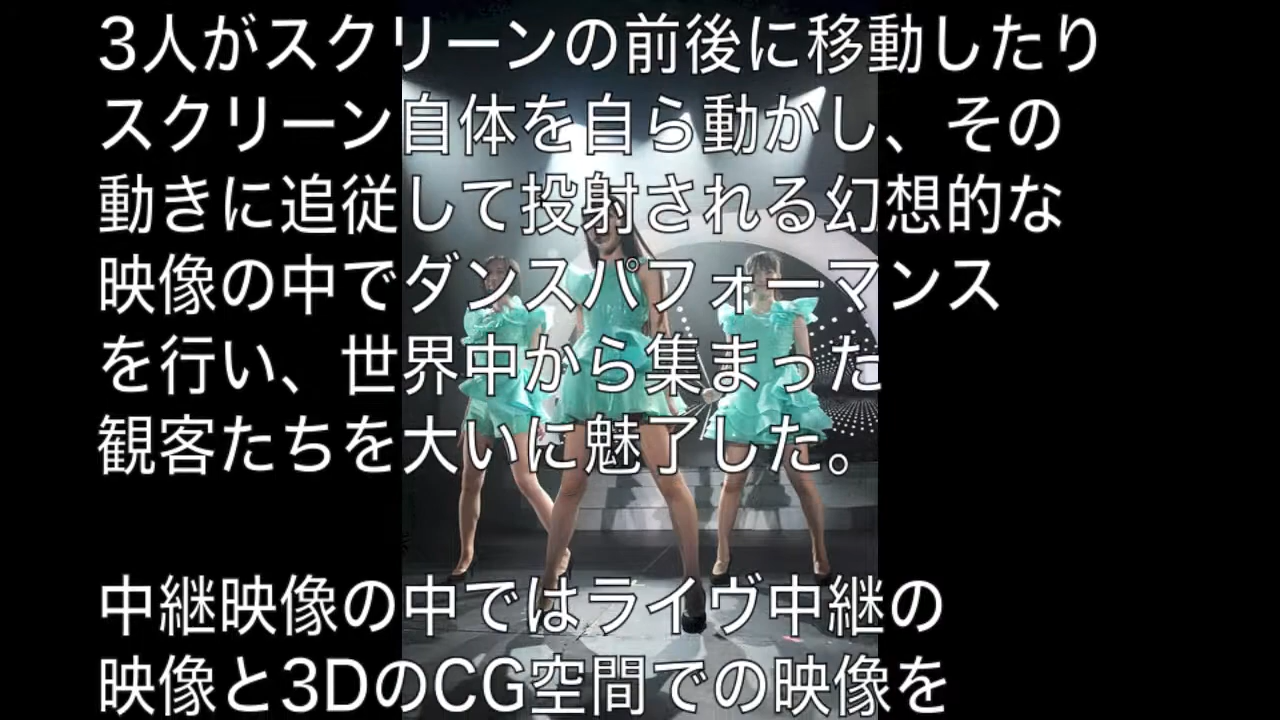 3人がスクリーンの前後に移動したり
スクリーン自体を自ら動かし、その
動きに追従して投射される幻想的な
映像の中でダンスパフォーマンス
を行い、世界中から集まった
観客たちを大いに魅了した。
中継映像の中ではライヴ中継の
映像と3DのCG空間での映像を